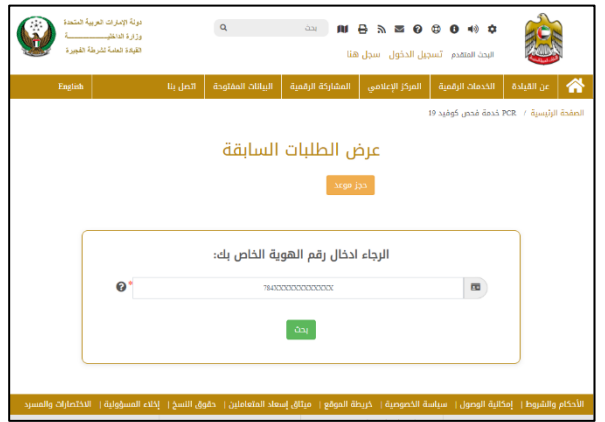 دولة الإمارات العربية المتحدة
وزارة الداخليــــــــــة
القيادة العامة لشرطة الفجيرة
بحث
البحث المتقدم تسجيل الدخول سجل هنا
عن القيادة الخدمات الرقمية المركز الإعلامي المشاركة الرقمية البيانات المفتوحة اتصل بنا English
الصفحة الرئيسية / PCR خدمة فحص كوفيد 19
عرض الطلبات السابقة
حجز موعد
الرجاء ادخال رقم الهوية الخاص بك:
784XXXXXXXXXXXX *
بحث
الأحكام والشروط | إمكانية الوصول | سياسة الخصوصية | خريطة الموقع | ميثاق إسعاد المتعاملين | حقوق النسخ | إخلاء المسؤولية | الاختصارات والمسرد